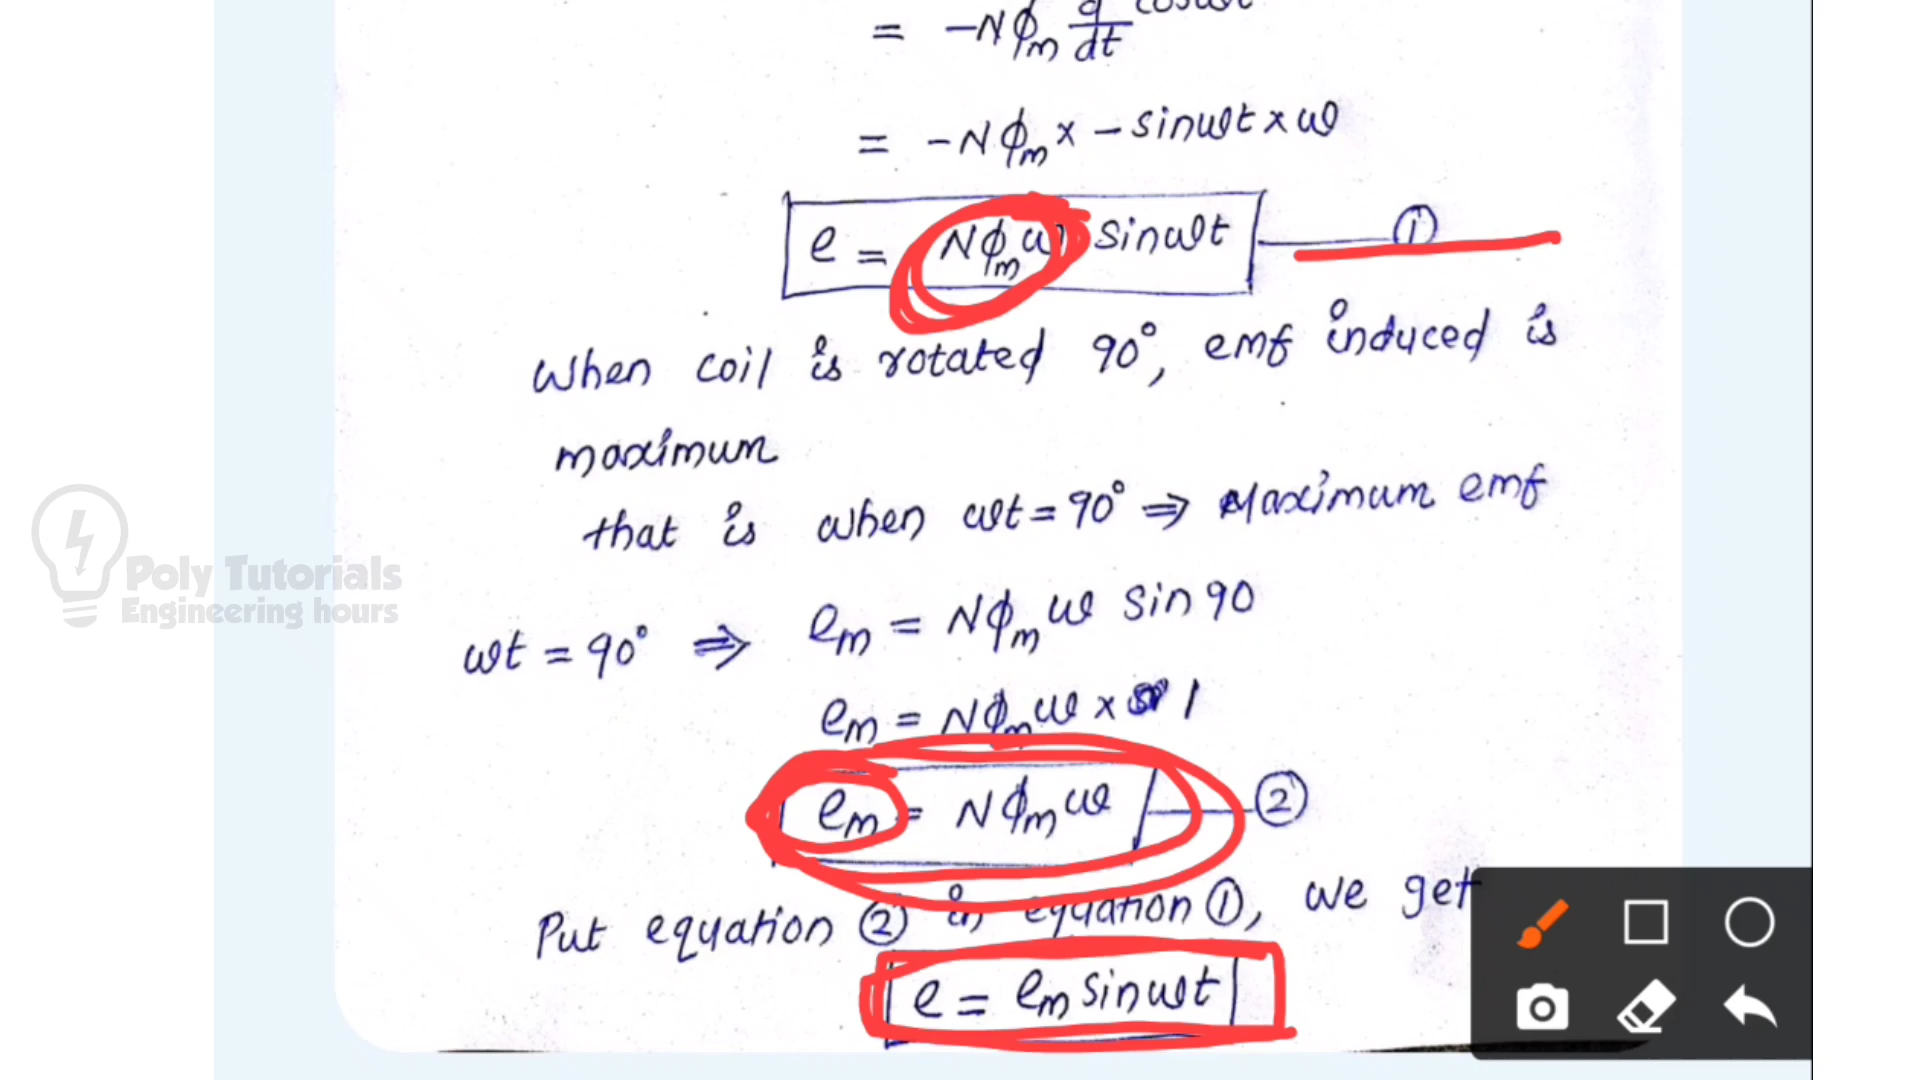 = -Nϕm d/dt cosωt
= -Nϕm x - sinωt x ω
e = Nϕmω sinωt ①
When coil is rotated 90°, emf induced is
maximum
that is when ωt = 90° ⇒ Maximum emf
Poly Tutorials
Engineering hours
ωt = 90° ⇒ em = Nϕmω sin 90
em = Nϕmω x 1
em = Nϕmω ②
Put equation ② in equation ①, we get
e = em sinωt